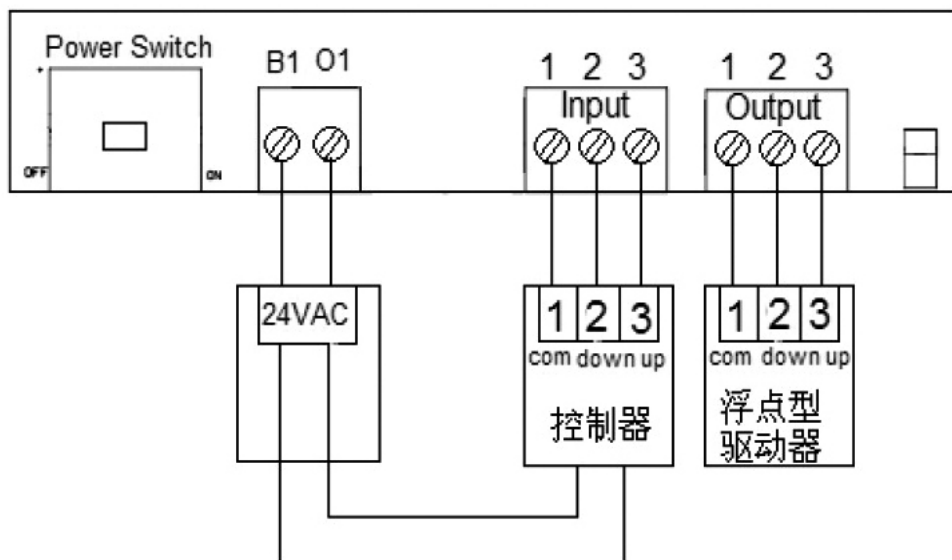 Power Switch
OFF
ON
B1 O1
1 2 3
Input
1 2 3
Output
24VAC
1 2 3
com down up
控制器
1 2 3
com down up
浮点型
驱动器